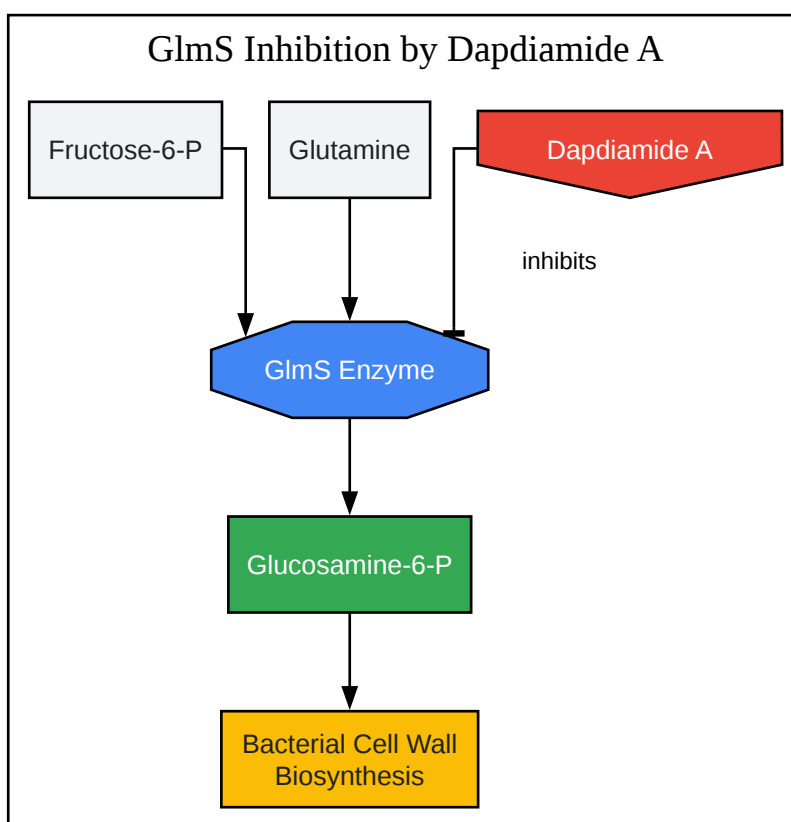 GlmS Inhibition by Dapdiamide A
Fructose-6-P
Glutamine
Dapdiamide A
inhibits
GlmS Enzyme
Glucosamine-6-P
Bacterial Cell Wall
Biosynthesis